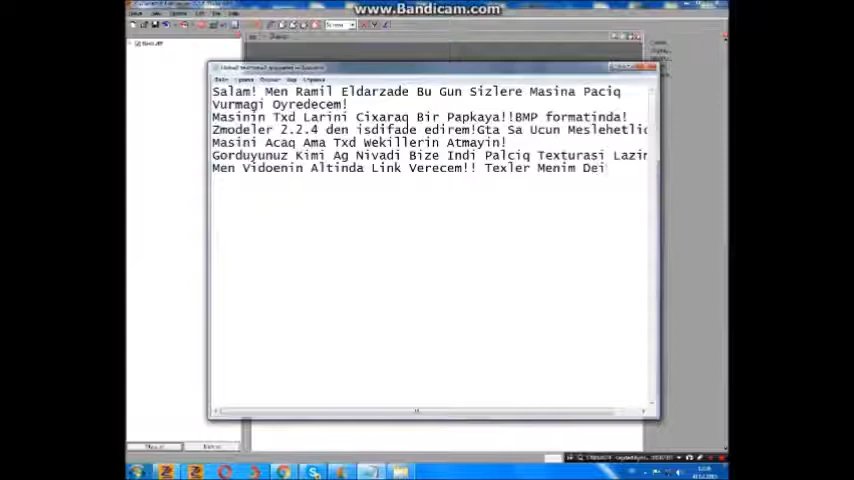 www.Bandicam.com
Salam! Men Ramil Eldarzade Bu Gun Sizlere Masina Paciq
Vurmagi Oyredecem!
Masinin Txd Larini Cixaraq Bir Papkaya!!BMP formatinda!
Zmodeler 2.2.4 den isdifade edirem!Gta Sa Ucun Meslehetlid
Masini Acaq Ama Txd Wekillerin Atmayin!
Gorduyunuz Kimi Ag Nivadi Bize Indi Palciq Texturasi Lazim
Men Vidoenin Altinda Link Verecem!! Texler Menim Dei